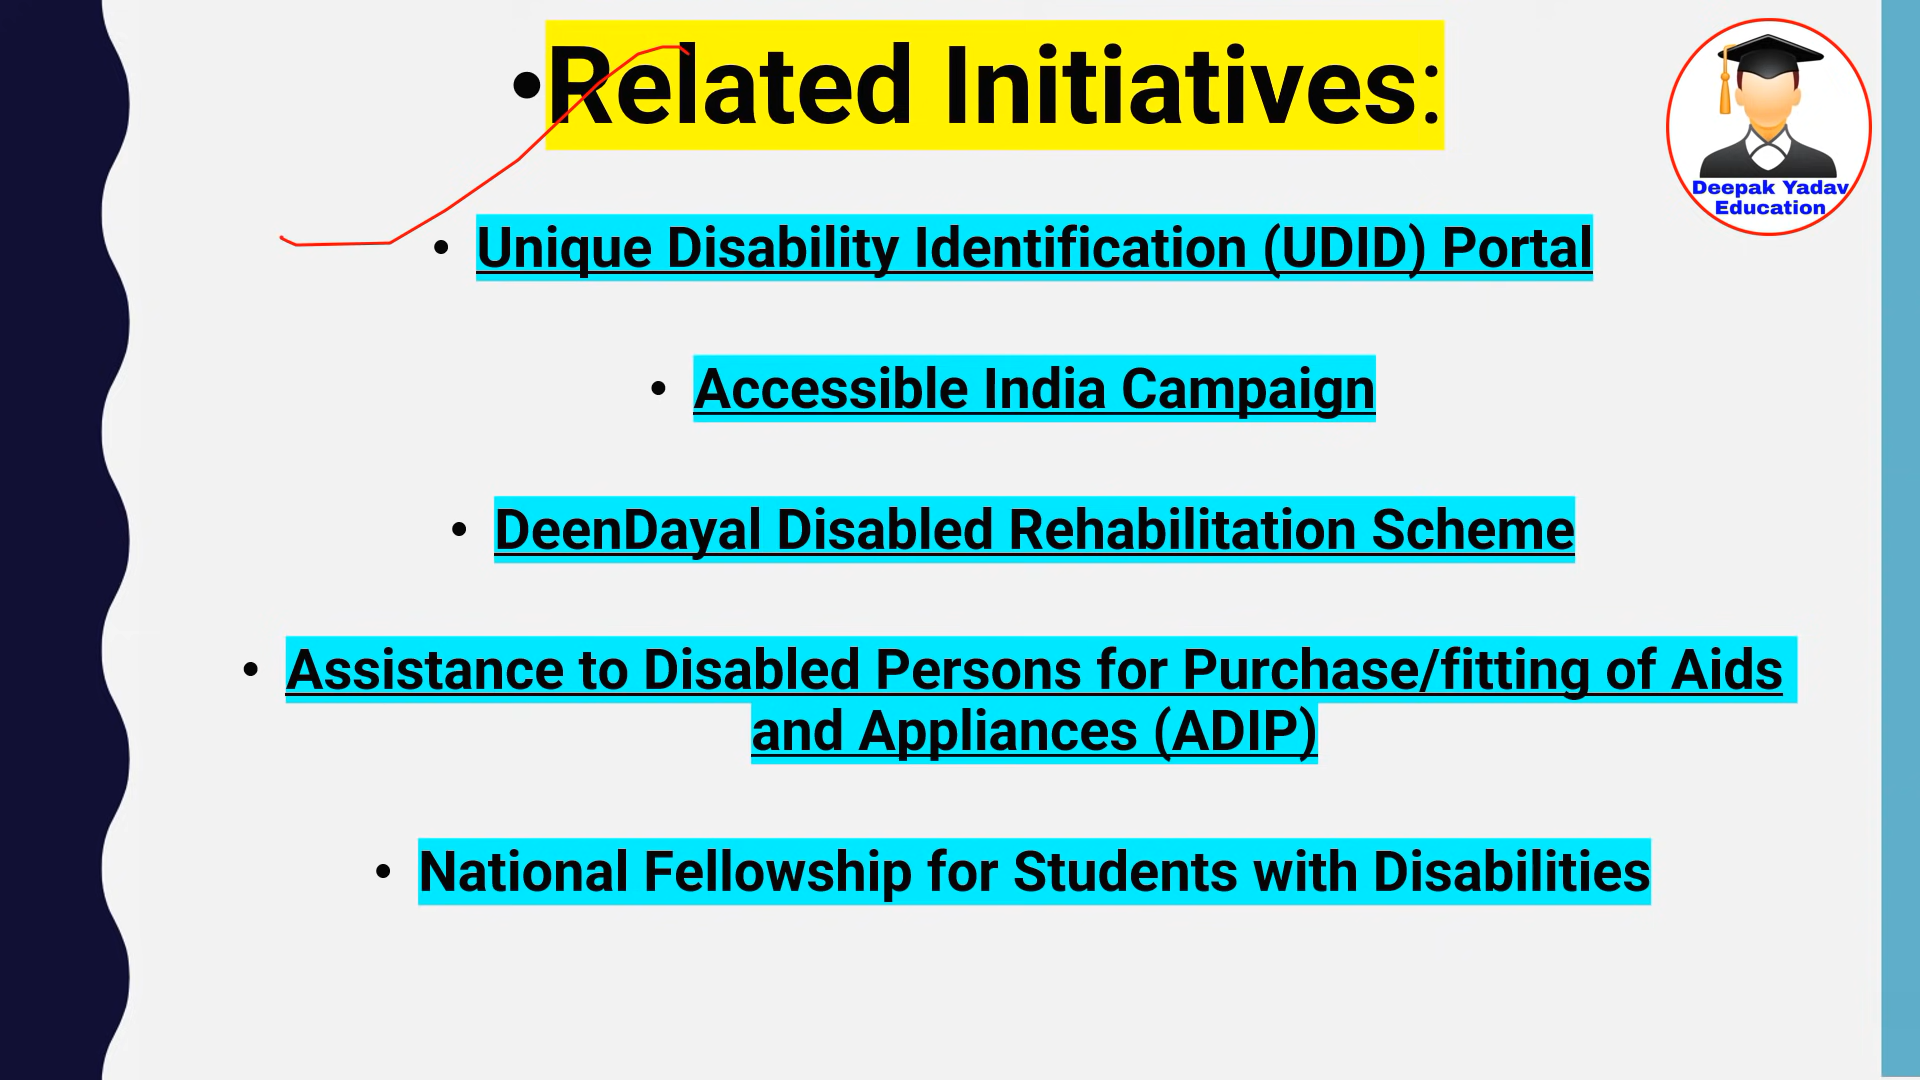 •Related Initiatives:
Deepak Yadav
Education
• Unique Disability Identification (UDID) Portal
• Accessible India Campaign
• DeenDayal Disabled Rehabilitation Scheme
• Assistance to Disabled Persons for Purchase/fitting of Aids
and Appliances (ADIP)
• National Fellowship for Students with Disabilities